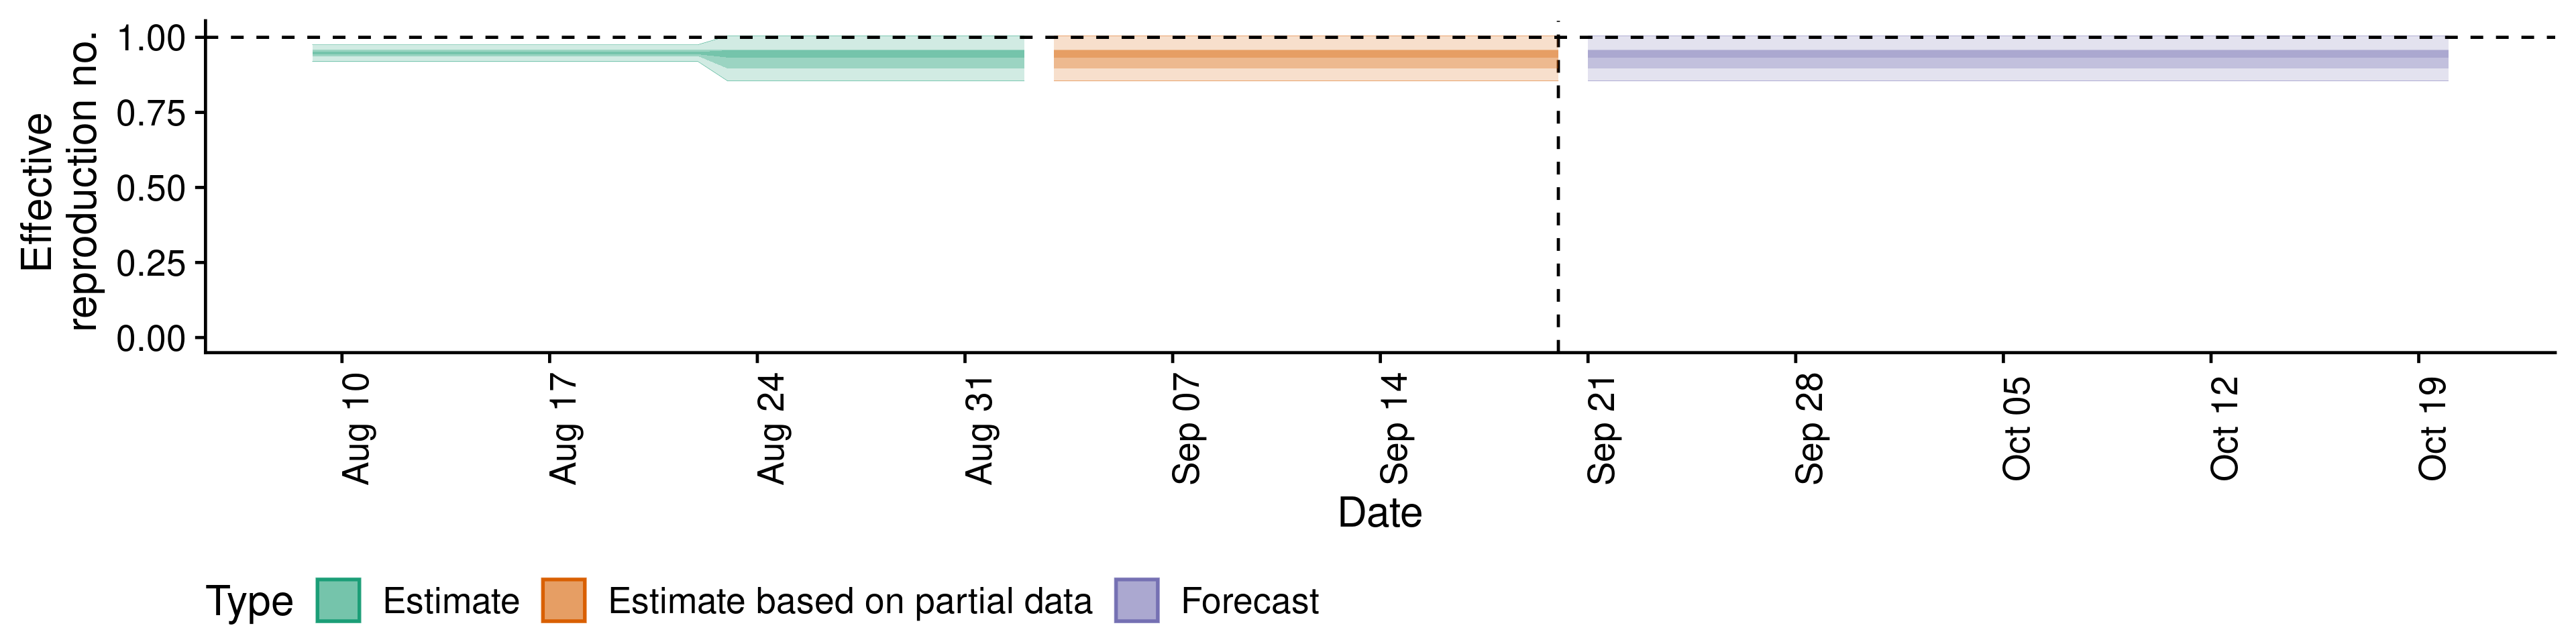 Effective
reproduction no.
1.00
0.75
0.50
0.25
0.00
Aug 10
Aug 17
Aug 24
Aug 31
Sep 07
Sep 14
Sep 21
Sep 28
Oct 05
Oct 12
Oct 19
Date
Type Estimate Estimate based on partial data Forecast